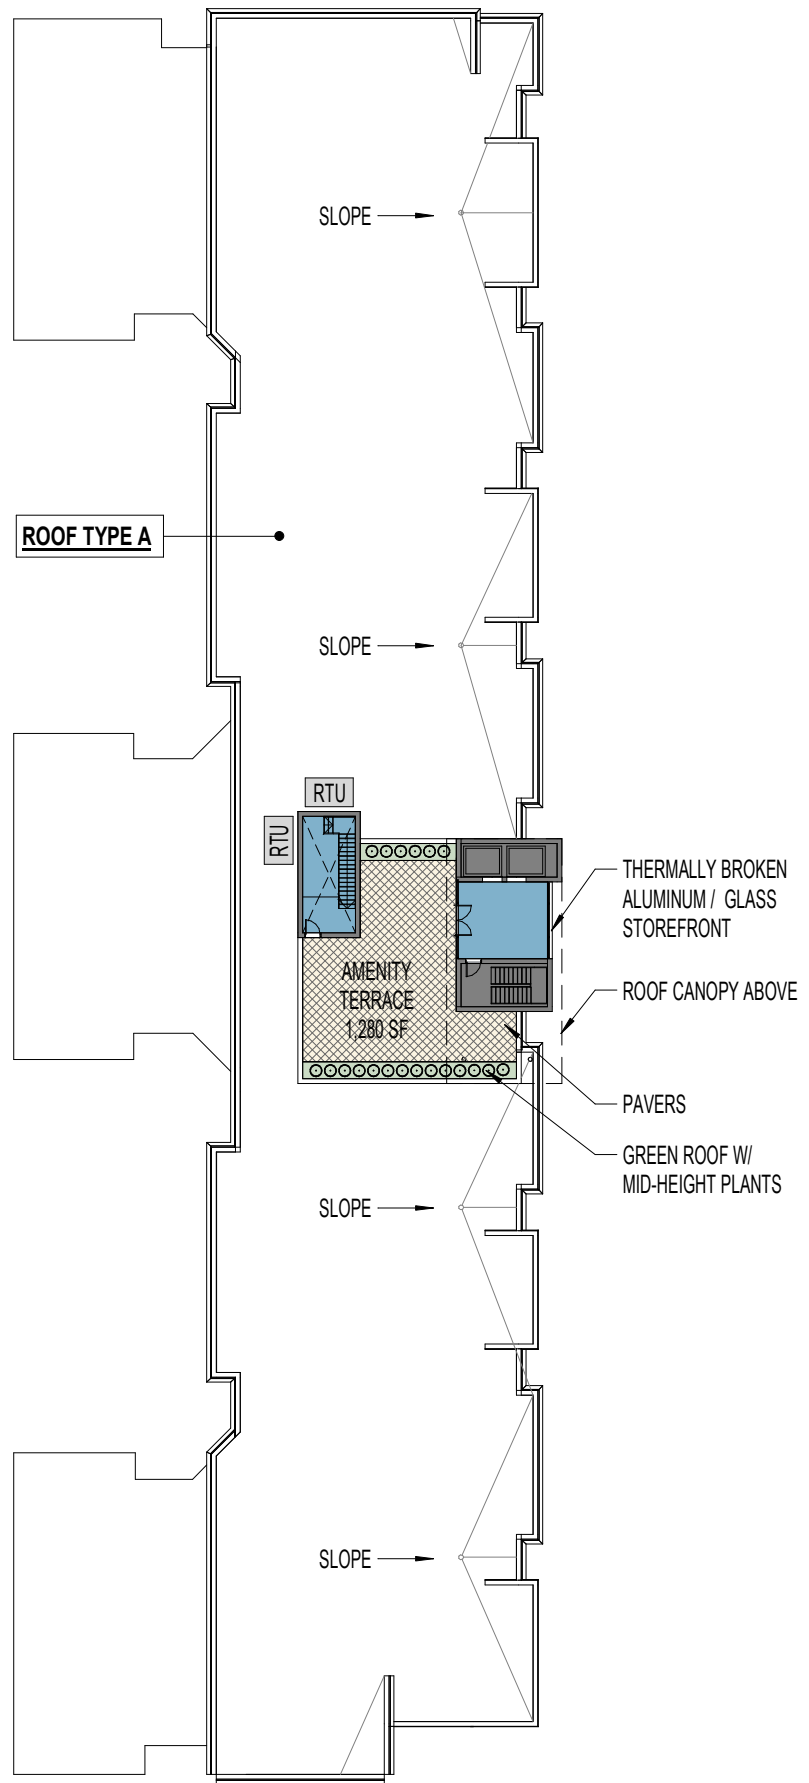 SLOPE
ROOF TYPE A
SLOPE
RTU
RTU
THERMALLY BROKEN
ALUMINUM / GLASS
STOREFRONT
AMENITY
TERRACE
1,280 SF
ROOF CANOPY ABOVE
PAVERS
GREEN ROOF W/
MID-HEIGHT PLANTS
SLOPE
SLOPE